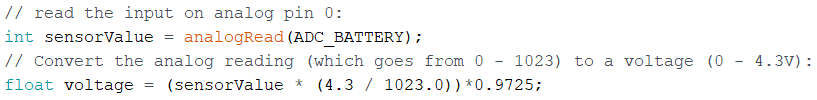 // read the input on analog pin 0:
int sensorValue = analogRead(ADC_BATTERY);
// Convert the analog reading (which goes from 0 - 1023) to a voltage (0 - 4.3V):
float voltage = (sensorValue * (4.3 / 1023.0))*0.9725;